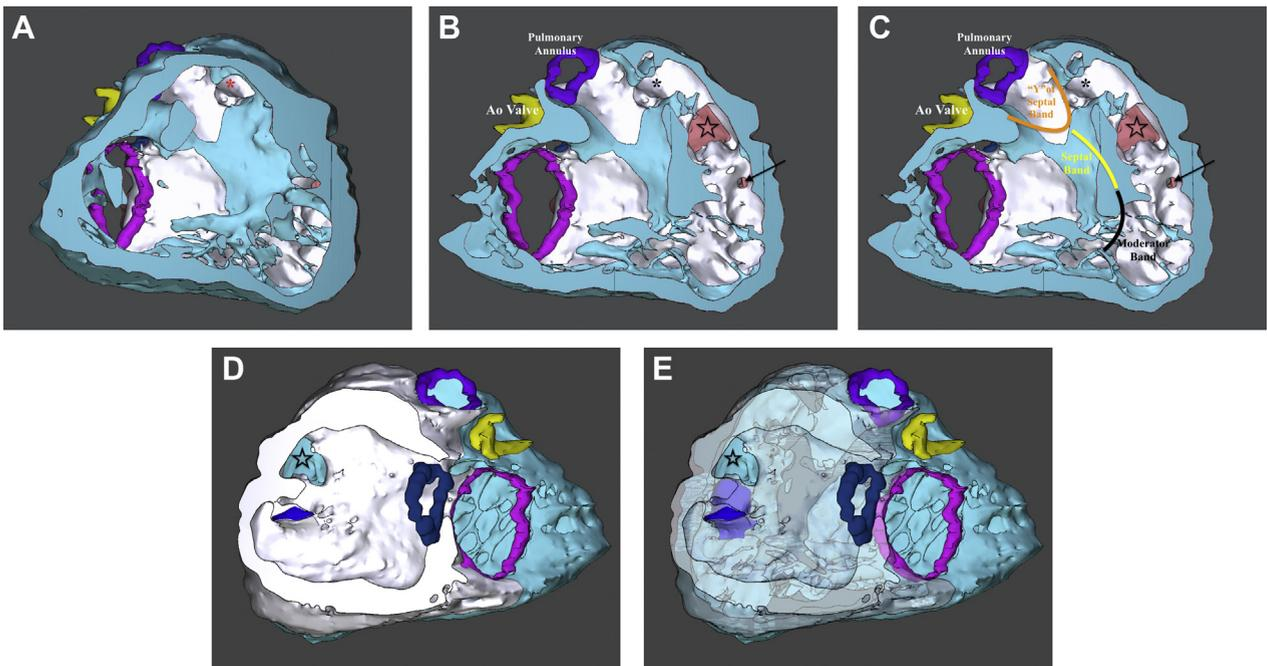 A
B
Pulmonary
Annulus
*
Ao Valve
C
Pulmonary
Annulus
*
Ao Valve
"Y" of
Septal
Band
Septal
Band
Moderator
Band
*
D
E